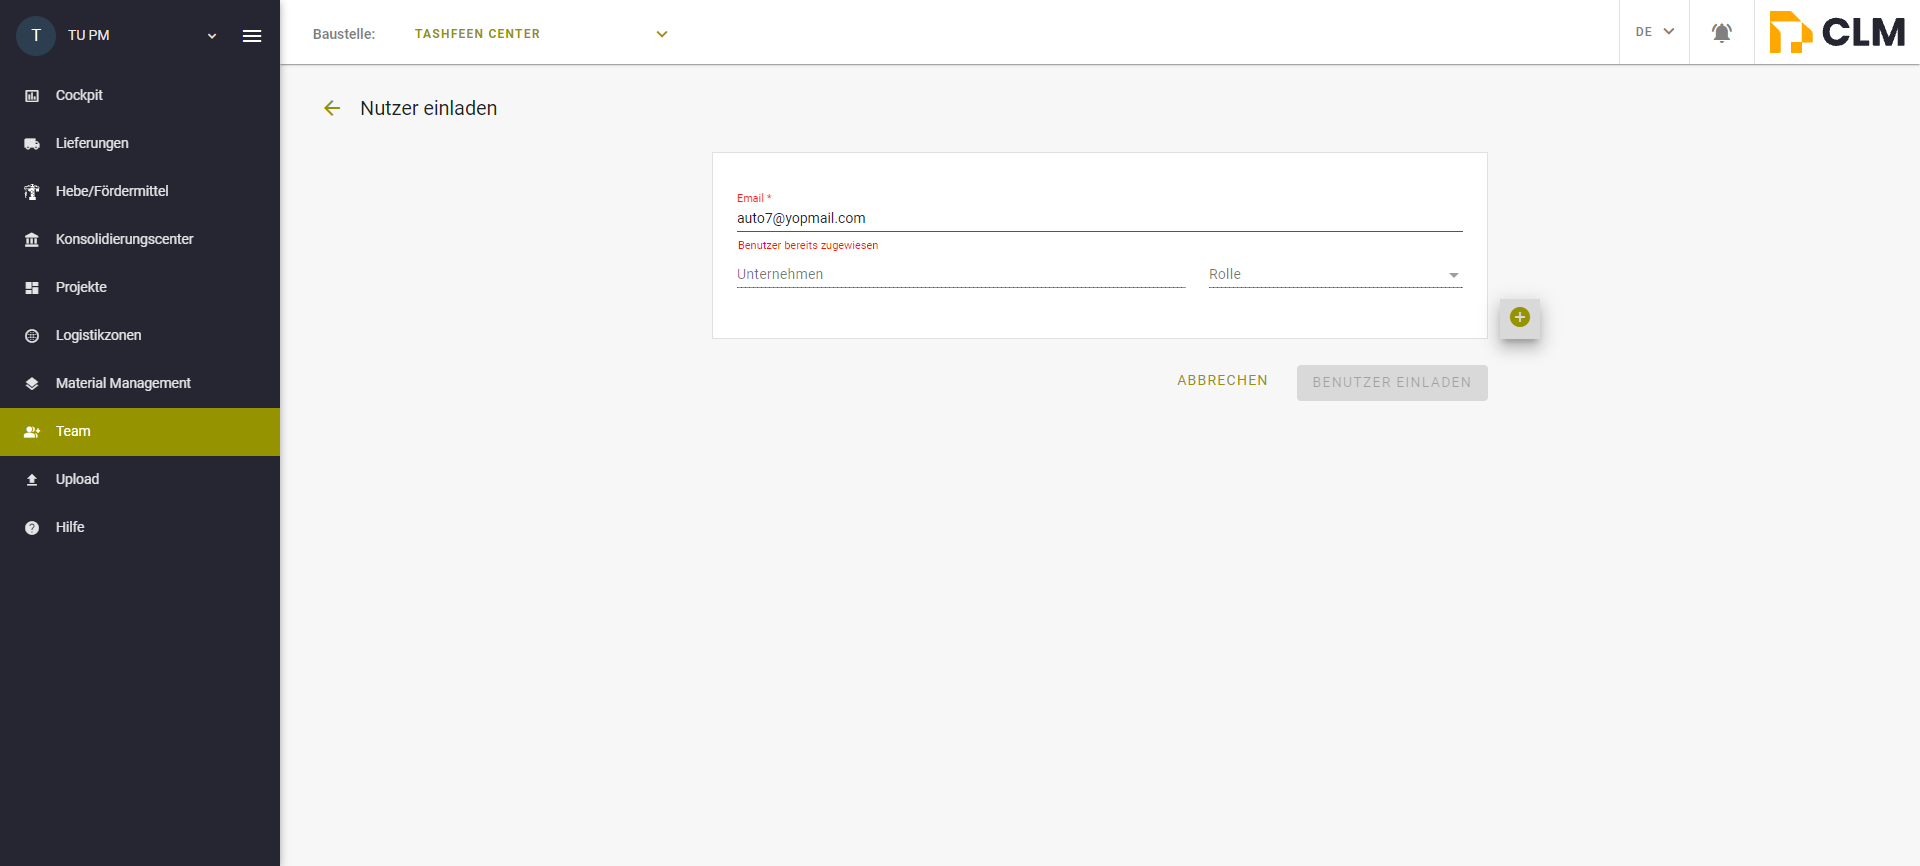 T
TU PM
Baustelle:
TASHFEEN CENTER
DE
CLM
Cockpit
Lieferungen
Hebe/Fördermittel
Konsolidierungscenter
Projekte
Logistikzonen
Material Management
Team
Upload
Hilfe
Nutzer einladen
Email *
auto7@yopmail.com
Benutzer bereits zugewiesen
Unternehmen
Rolle
ABBRECHEN
BENUTZER EINLADEN